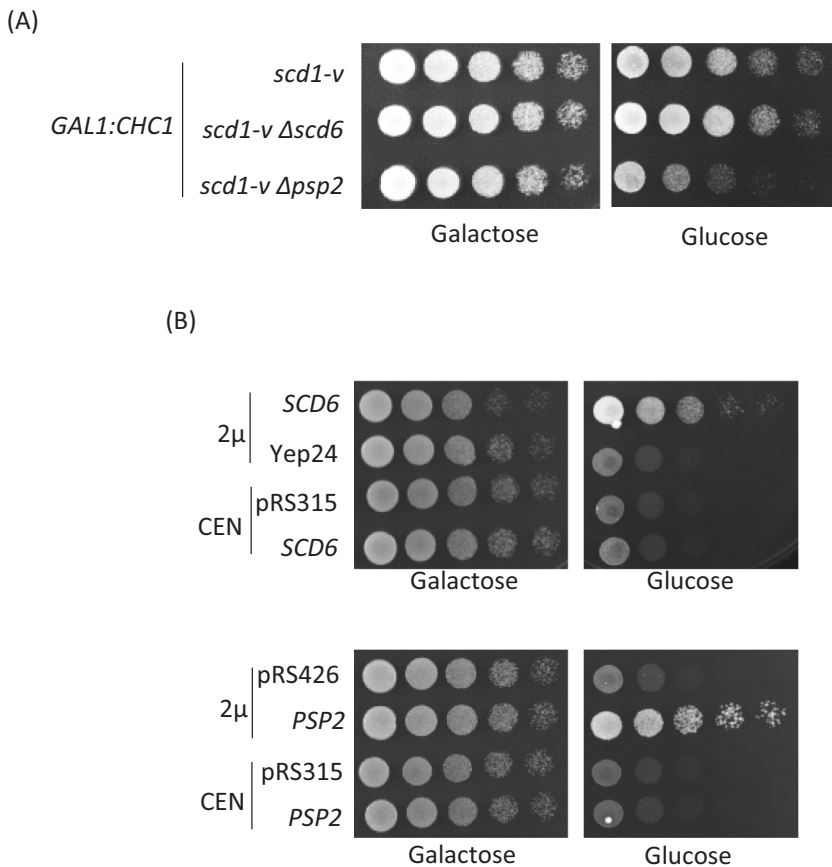 (A)
scd1-v
GAL1:CHC1
scd1-v Δscd6
scd1-v Δpsp2
Galactose
Glucose
(B)
SCD6
2μ
Yep24
pRS315
CEN
SCD6
Galactose
Glucose
pRS426
2μ
PSP2
pRS315
CEN
PSP2
Galactose
Glucose